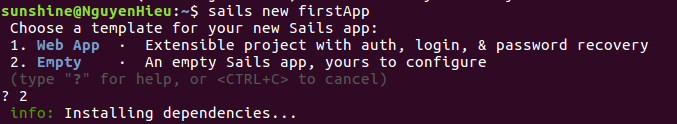 sunshine@NguyenHieu:~$ sails new firstApp
Choose a template for your new Sails app:
1. Web App · Extensible project with auth, login, & password recovery
2. Empty · An empty Sails app, yours to configure
(type "?" for help, or <CTRL+C> to cancel)
? 2
info: Installing dependencies...